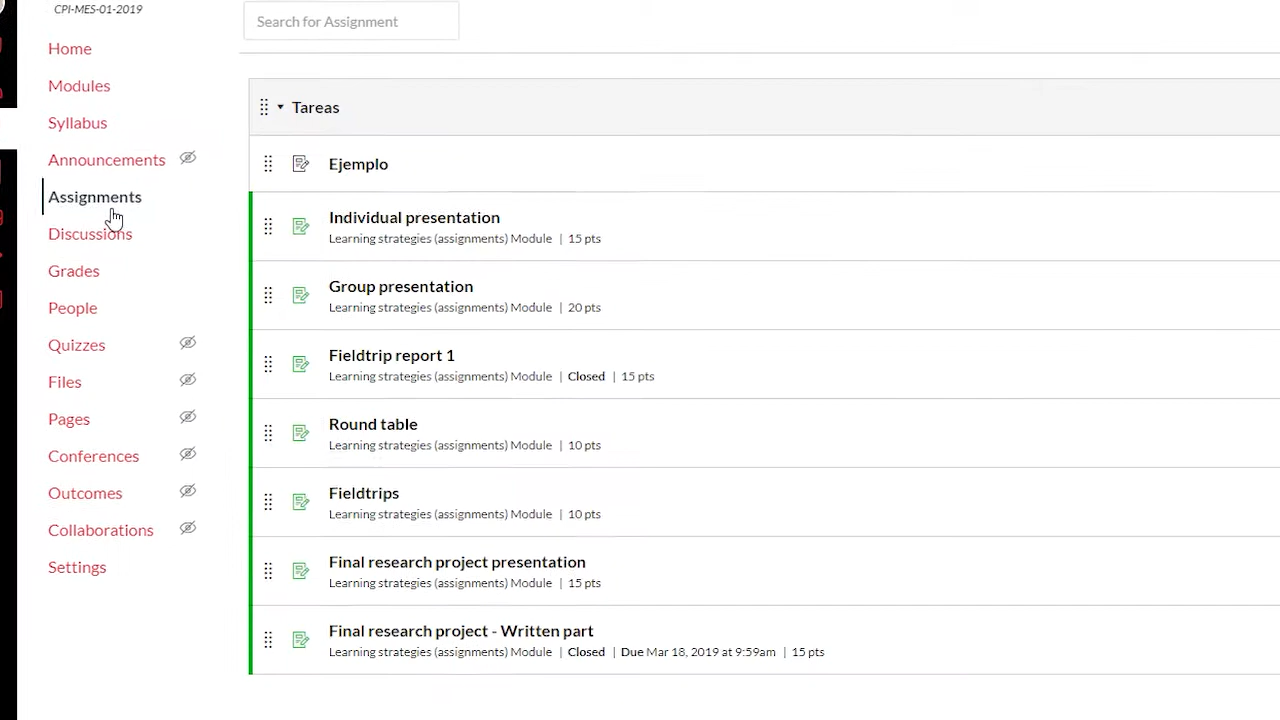 CPI-MES-01-2019
Home
Modules
Syllabus
Announcements
Assignments
Discussions
Grades
People
Quizzes
Files
Pages
Conferences
Outcomes
Collaborations
Settings
Search for Assignment
Tareas
Ejemplo
Individual presentation
Learning strategies (assignments) Module | 15 pts
Group presentation
Learning strategies (assignments) Module | 20 pts
Fieldtrip report 1
Learning strategies (assignments) Module | Closed | 15 pts
Round table
Learning strategies (assignments) Module | 10 pts
Fieldtrips
Learning strategies (assignments) Module | 10 pts
Final research project presentation
Learning strategies (assignments) Module | 15 pts
Final research project - Written part
Learning strategies (assignments) Module | Closed | Due Mar 18, 2019 at 9:59am | 15 pts